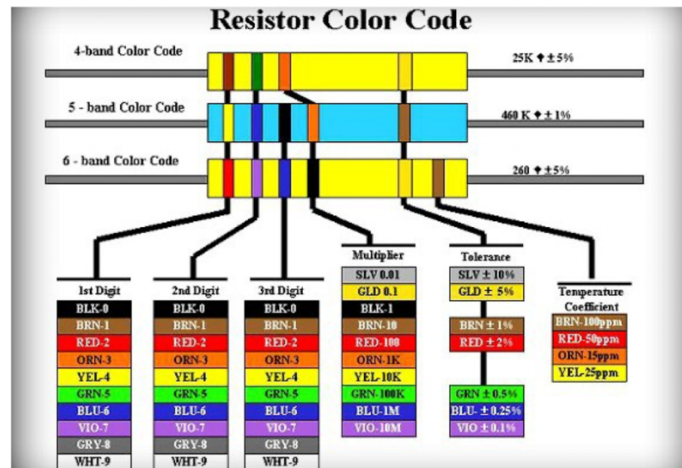 Resistor Color Code
4-band Color Code
25K ♦ ±5%
5 - band Color Code
460 K ♦ ± 1%
6 - band Color Code
260 ♦ ±5%
1st Digit
BLK-0
BRN-1
RED-2
ORN-3
YEL-4
GRN-5
BLU-6
VIO-7
GRY-8
WHT-9
2nd Digit
BLK-0
BRN-1
RED-2
ORN-3
YEL-4
GRN-5
BLU-6
VIO-7
GRY-8
WHT-9
3rd Digit
BLK-0
BRN-1
RED-2
ORN-3
YEL-4
GRN-5
BLU-6
VIO-7
GRY-8
WHT-9
Multiplier
SLV 0.01
GLD 0.1
BLK-1
BRN-10
RED-100
ORN-1K
YEL-10K
GRN-100K
BLU-1M
VIO-10M
Tolerance
SLV ± 10%
GLD ± 5%
BRN ± 1%
RED ± 2%
GRN ± 0.5%
BLU- ± 0.25%
VIO ± 0.1%
Temperature
Coefficient
BRN-100ppm
RED-50ppm
ORN-15ppm
YEL-25ppm